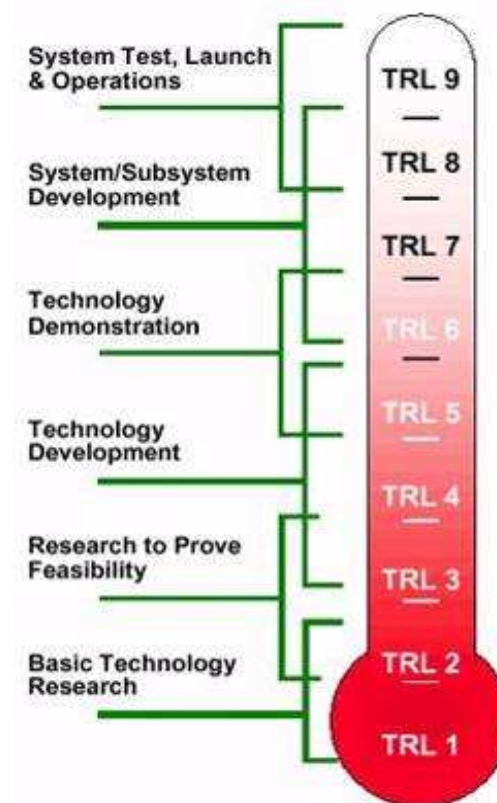 System Test, Launch
& Operations
System/Subsystem
Development
Technology
Demonstration
Technology
Development
Research to Prove
Feasibility
Basic Technology
Research
TRL 9
TRL 8
TRL 7
TRL 6
TRL 5
TRL 4
TRL 3
TRL 2
TRL 1